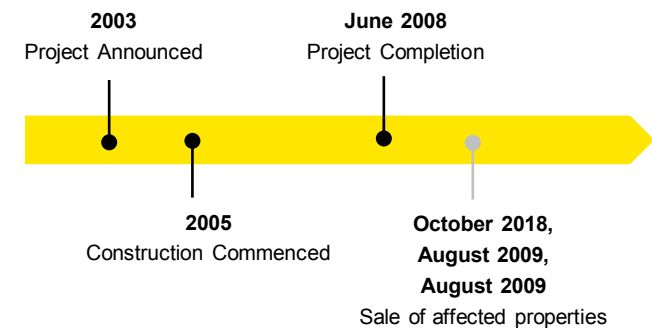 2003
Project Announced
June 2008
Project Completion
2005
Construction Commenced
October 2018,
August 2009,
August 2009
Sale of affected properties